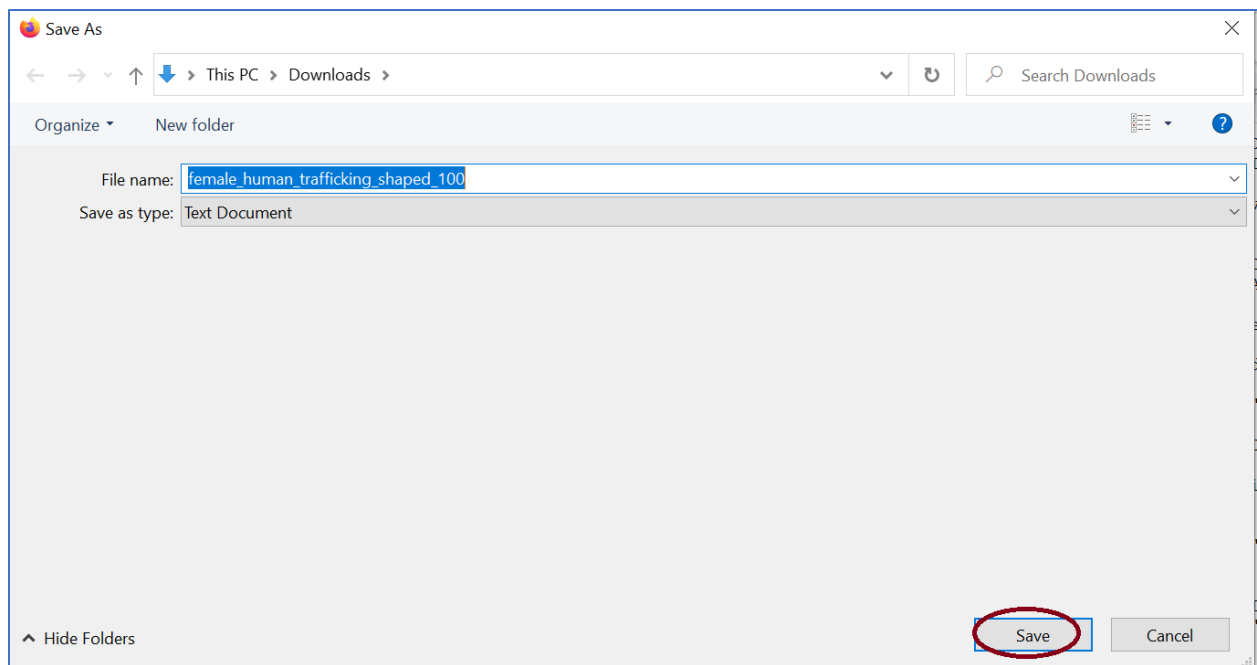 Save As
This PC > Downloads >
Search Downloads
Organize
New folder
?
File name: female_human_trafficking_shaped_100
Save as type: Text Document
Hide Folders
Save
Cancel